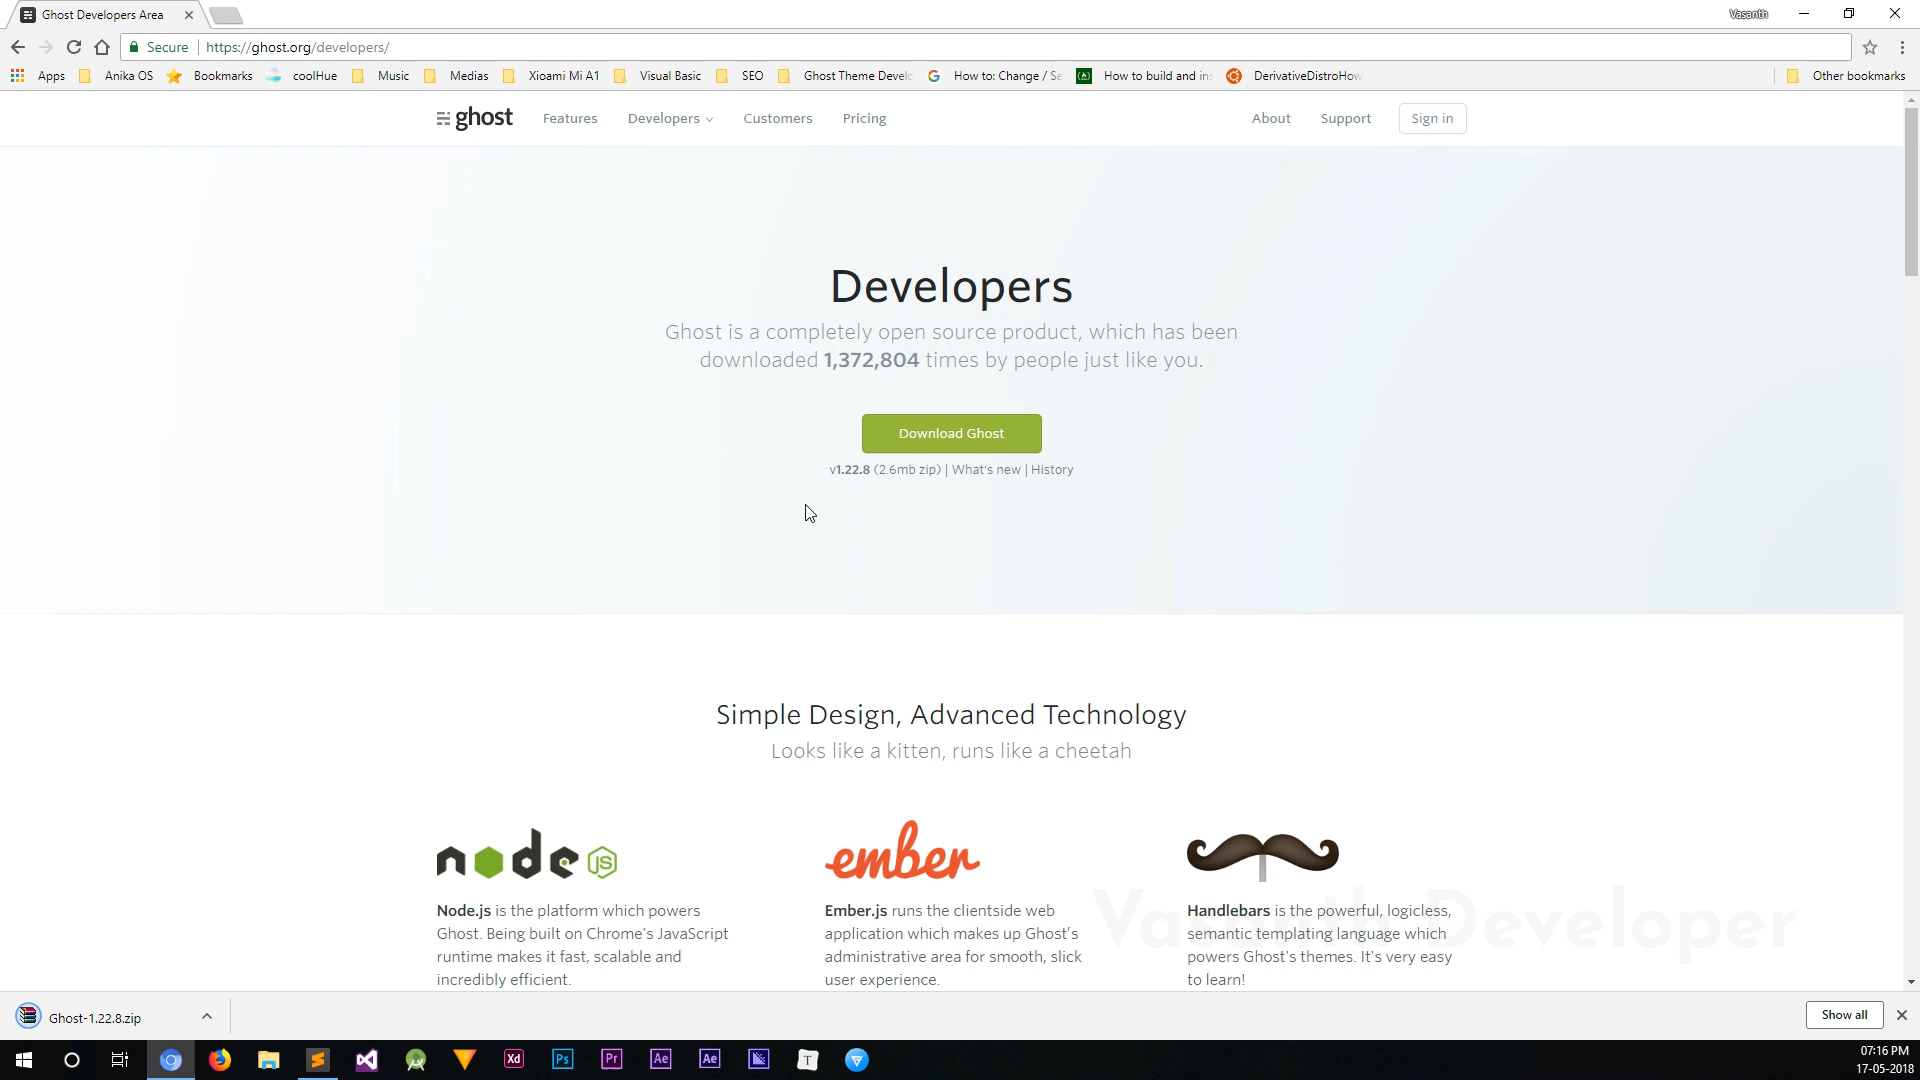 Ghost Developers Area
Vasanth
Secure https://ghost.org/developers/
Apps Anika OS Bookmarks coolHue Music Medias Xioami Mi A1 Visual Basic SEO Ghost Theme Develo How to: Change / Se How to build and ins DerivativeDistroHow Other bookmarks
ghost Features Developers Customers Pricing About Support Sign in
Developers
Ghost is a completely open source product, which has been
downloaded 1,372,804 times by people just like you.
Download Ghost
v1.22.8 (2.6mb zip) | What's new | History
Simple Design, Advanced Technology
Looks like a kitten, runs like a cheetah
node JS
ember
Node.js is the platform which powers
Ghost. Being built on Chrome's JavaScript
runtime makes it fast, scalable and
incredibly efficient.
Ember.js runs the clientside web
application which makes up Ghost's
administrative area for smooth, slick
user experience.
Handlebars is the powerful, logicless,
semantic templating language which
powers Ghost's themes. It's very easy
to learn!
Vasanth Developer
Ghost-1.22.8.zip
Show all
Xd Ps Pr Ae Ae T
07:16 PM
17-05-2018